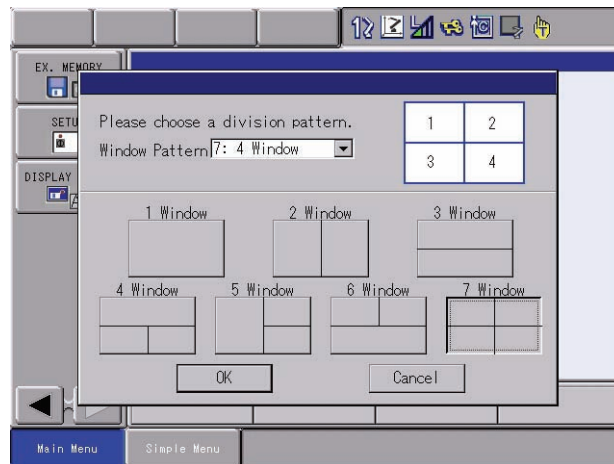 EX. MEMORY
SETU
DISPLAY
Please choose a division pattern.
Window Pattern 7: 4 Window
1 2
3 4
1 Window 2 Window 3 Window
4 Window 5 Window 6 Window 7 Window
OK Cancel
Main Menu Simple Menu